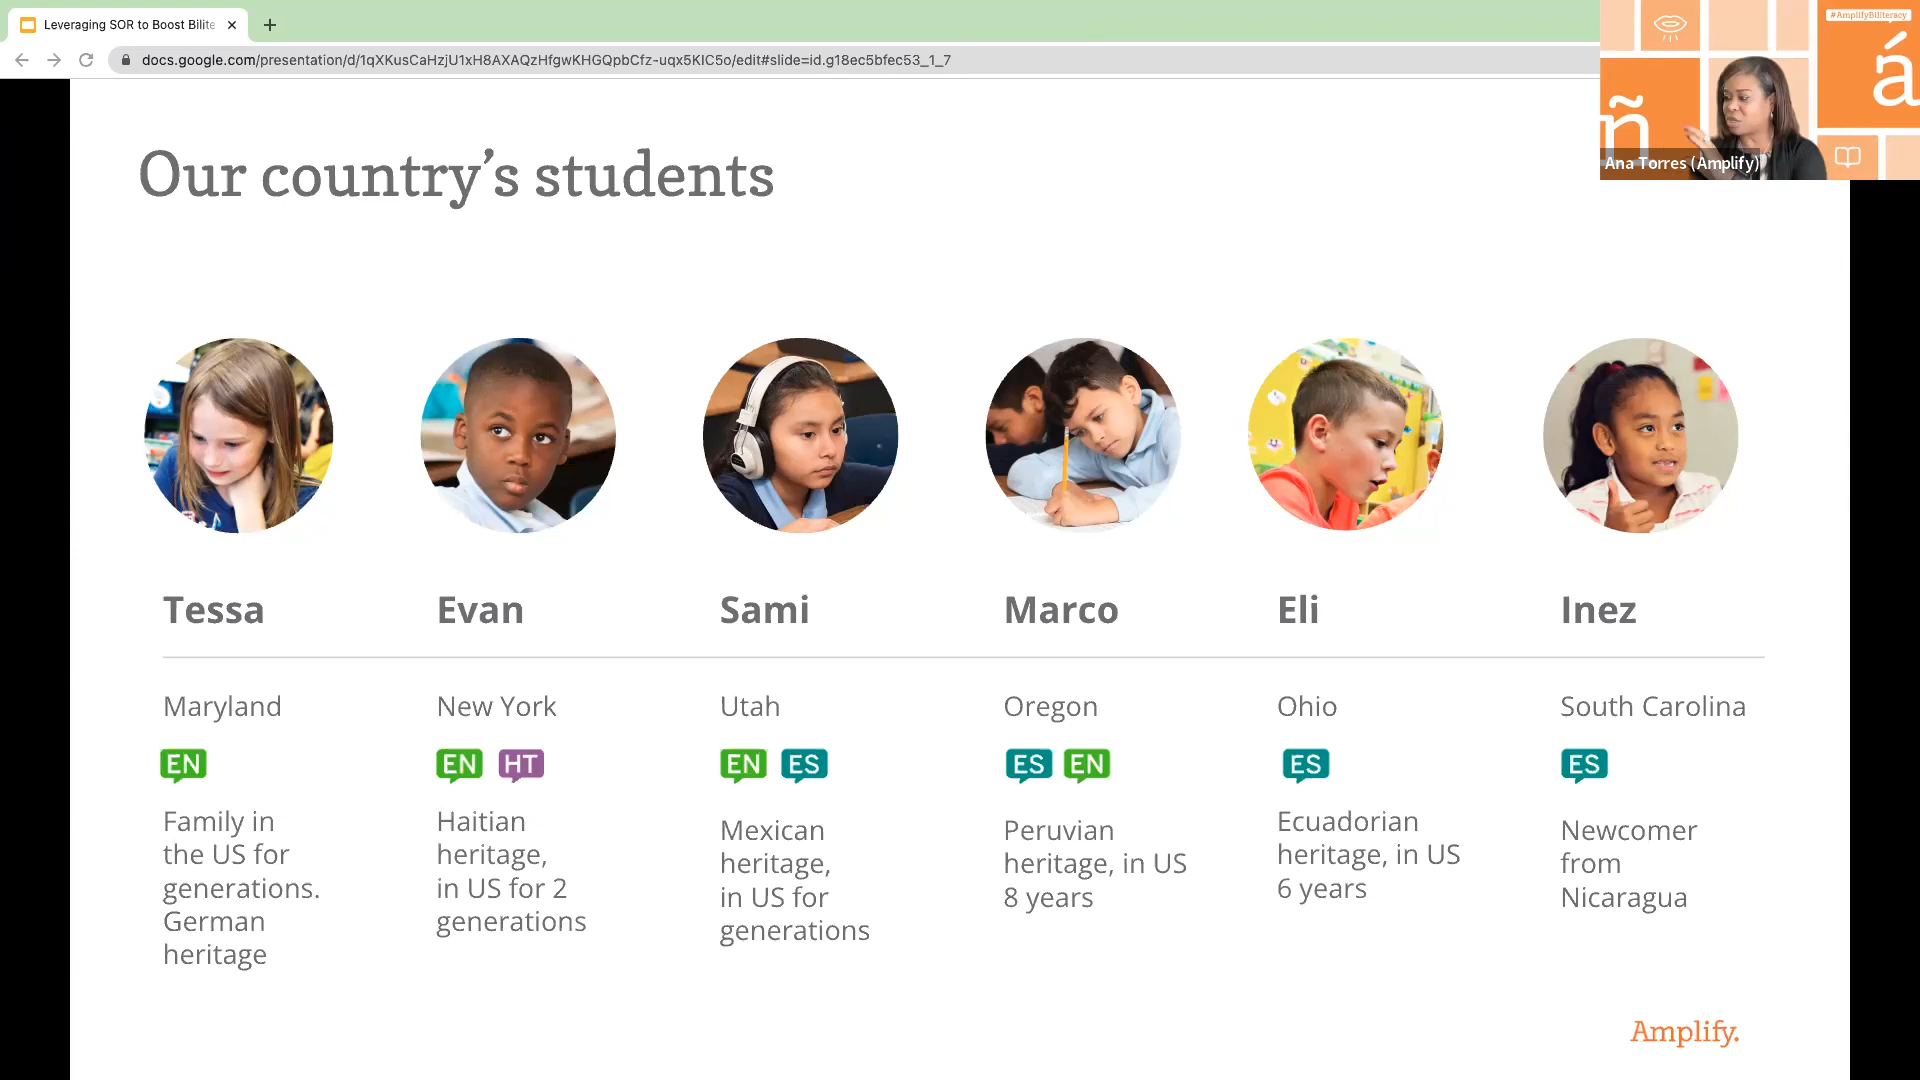 Leveraging SOR to Boost Bilite
docs.google.com/presentation/d/1qXKusCaHzjU1xH8AXAQzHfgwKHGQpbCfz-uqx5KIC5o/edit#slide=id.g18ec5bfec53_1_7
#AmplifyBiliteracy
ñ
á
Ana Torres (Amplify)
Our country’s students
Tessa
Evan
Sami
Marco
Eli
Inez
Maryland
New York
Utah
Oregon
Ohio
South Carolina
EN
EN HT
EN ES
ES EN
ES
ES
Family in
the US for
generations.
German
heritage
Haitian
heritage,
in US for 2
generations
Mexican
heritage,
in US for
generations
Peruvian
heritage, in US
8 years
Ecuadorian
heritage, in US
6 years
Newcomer
from
Nicaragua
Amplify.